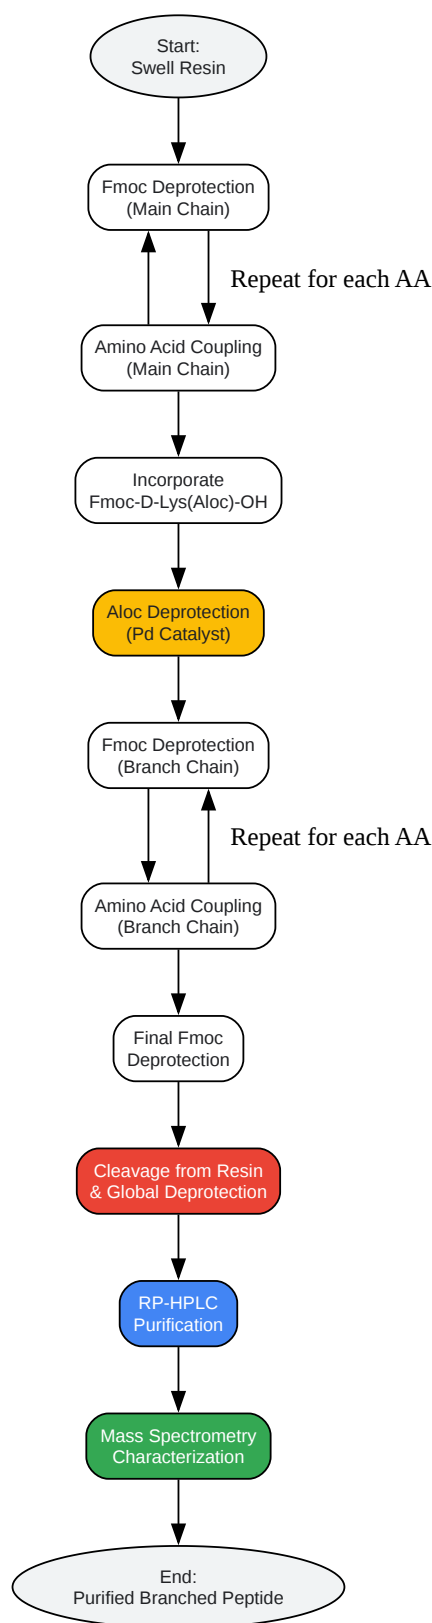 Start:
Swell Resin
Fmoc Deprotection
(Main Chain)
Repeat for each AA
Amino Acid Coupling
(Main Chain)
Incorporate
Fmoc-D-Lys(Aloc)-OH
Aloc Deprotection
(Pd Catalyst)
Fmoc Deprotection
(Branch Chain)
Repeat for each AA
Amino Acid Coupling
(Branch Chain)
Final Fmoc
Deprotection
Cleavage from Resin
& Global Deprotection
RP-HPLC
Purification
Mass Spectrometry
Characterization
End:
Purified Branched Peptide